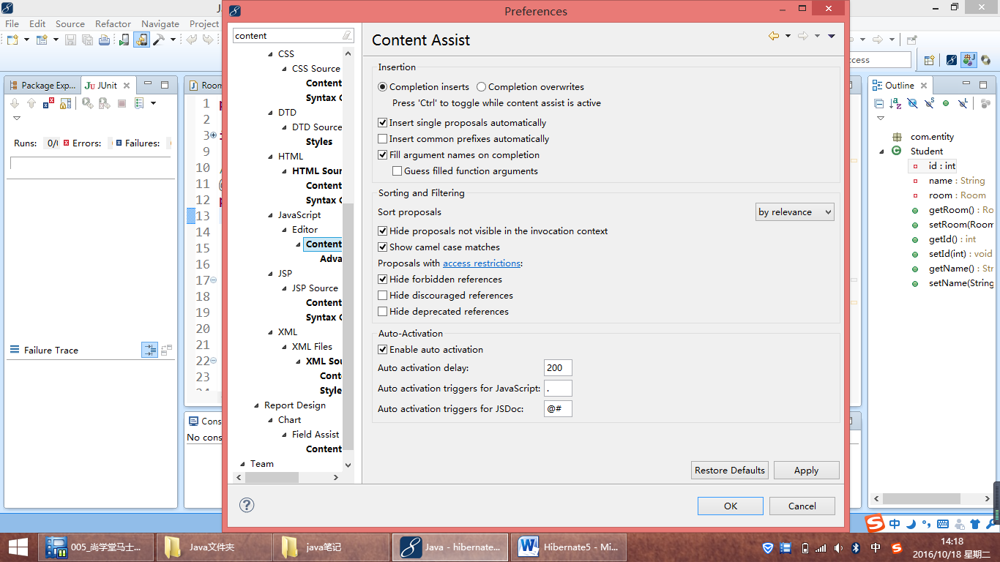 Preferences
File Edit Source Refactor Navigate Project
content
CSS
CSS Source
Content
Syntax
DTD
DTD Source
Styles
HTML
HTML Sour
Content
Syntax
JavaScript
Editor
Content
Adva
JSP
JSP Source
Content
Syntax
XML
XML Files
XML Sou
Conte
Style
Report Design
Chart
Field Assist
Content
Team
Content Assist
Insertion
Completion inserts Completion overwrites
Press 'Ctrl' to toggle while content assist is active
Insert single proposals automatically
Insert common prefixes automatically
Fill argument names on completion
Guess filled function arguments
Sorting and Filtering
Sort proposals by relevance
Hide proposals not visible in the invocation context
Show camel case matches
Proposals with access restrictions:
Hide forbidden references
Hide discouraged references
Hide deprecated references
Auto-Activation
Enable auto activation
Auto activation delay: 200
Auto activation triggers for JavaScript: .
Auto activation triggers for JSDoc: @#
Restore Defaults Apply
OK Cancel
Package Exp... JUnit
Runs: Errors: Failures:
Failure Trace
Room
1
2
3
9
10
11
12
13
14
15
16
17
18
19
20
21
22
23
24
Cons
No cons
ccess
Outline
com.entity
Student
id : int
name : String
room : Room
getRoom() : Ro
setRoom(Room
getId() : int
setId(int) : void
getName() : Str
setName(String
中
005_尚学堂马士... Java文件夹 java笔记 Java - hibernate... Hibernate5 - Mi...
中
14:18
2016/10/18 星期二